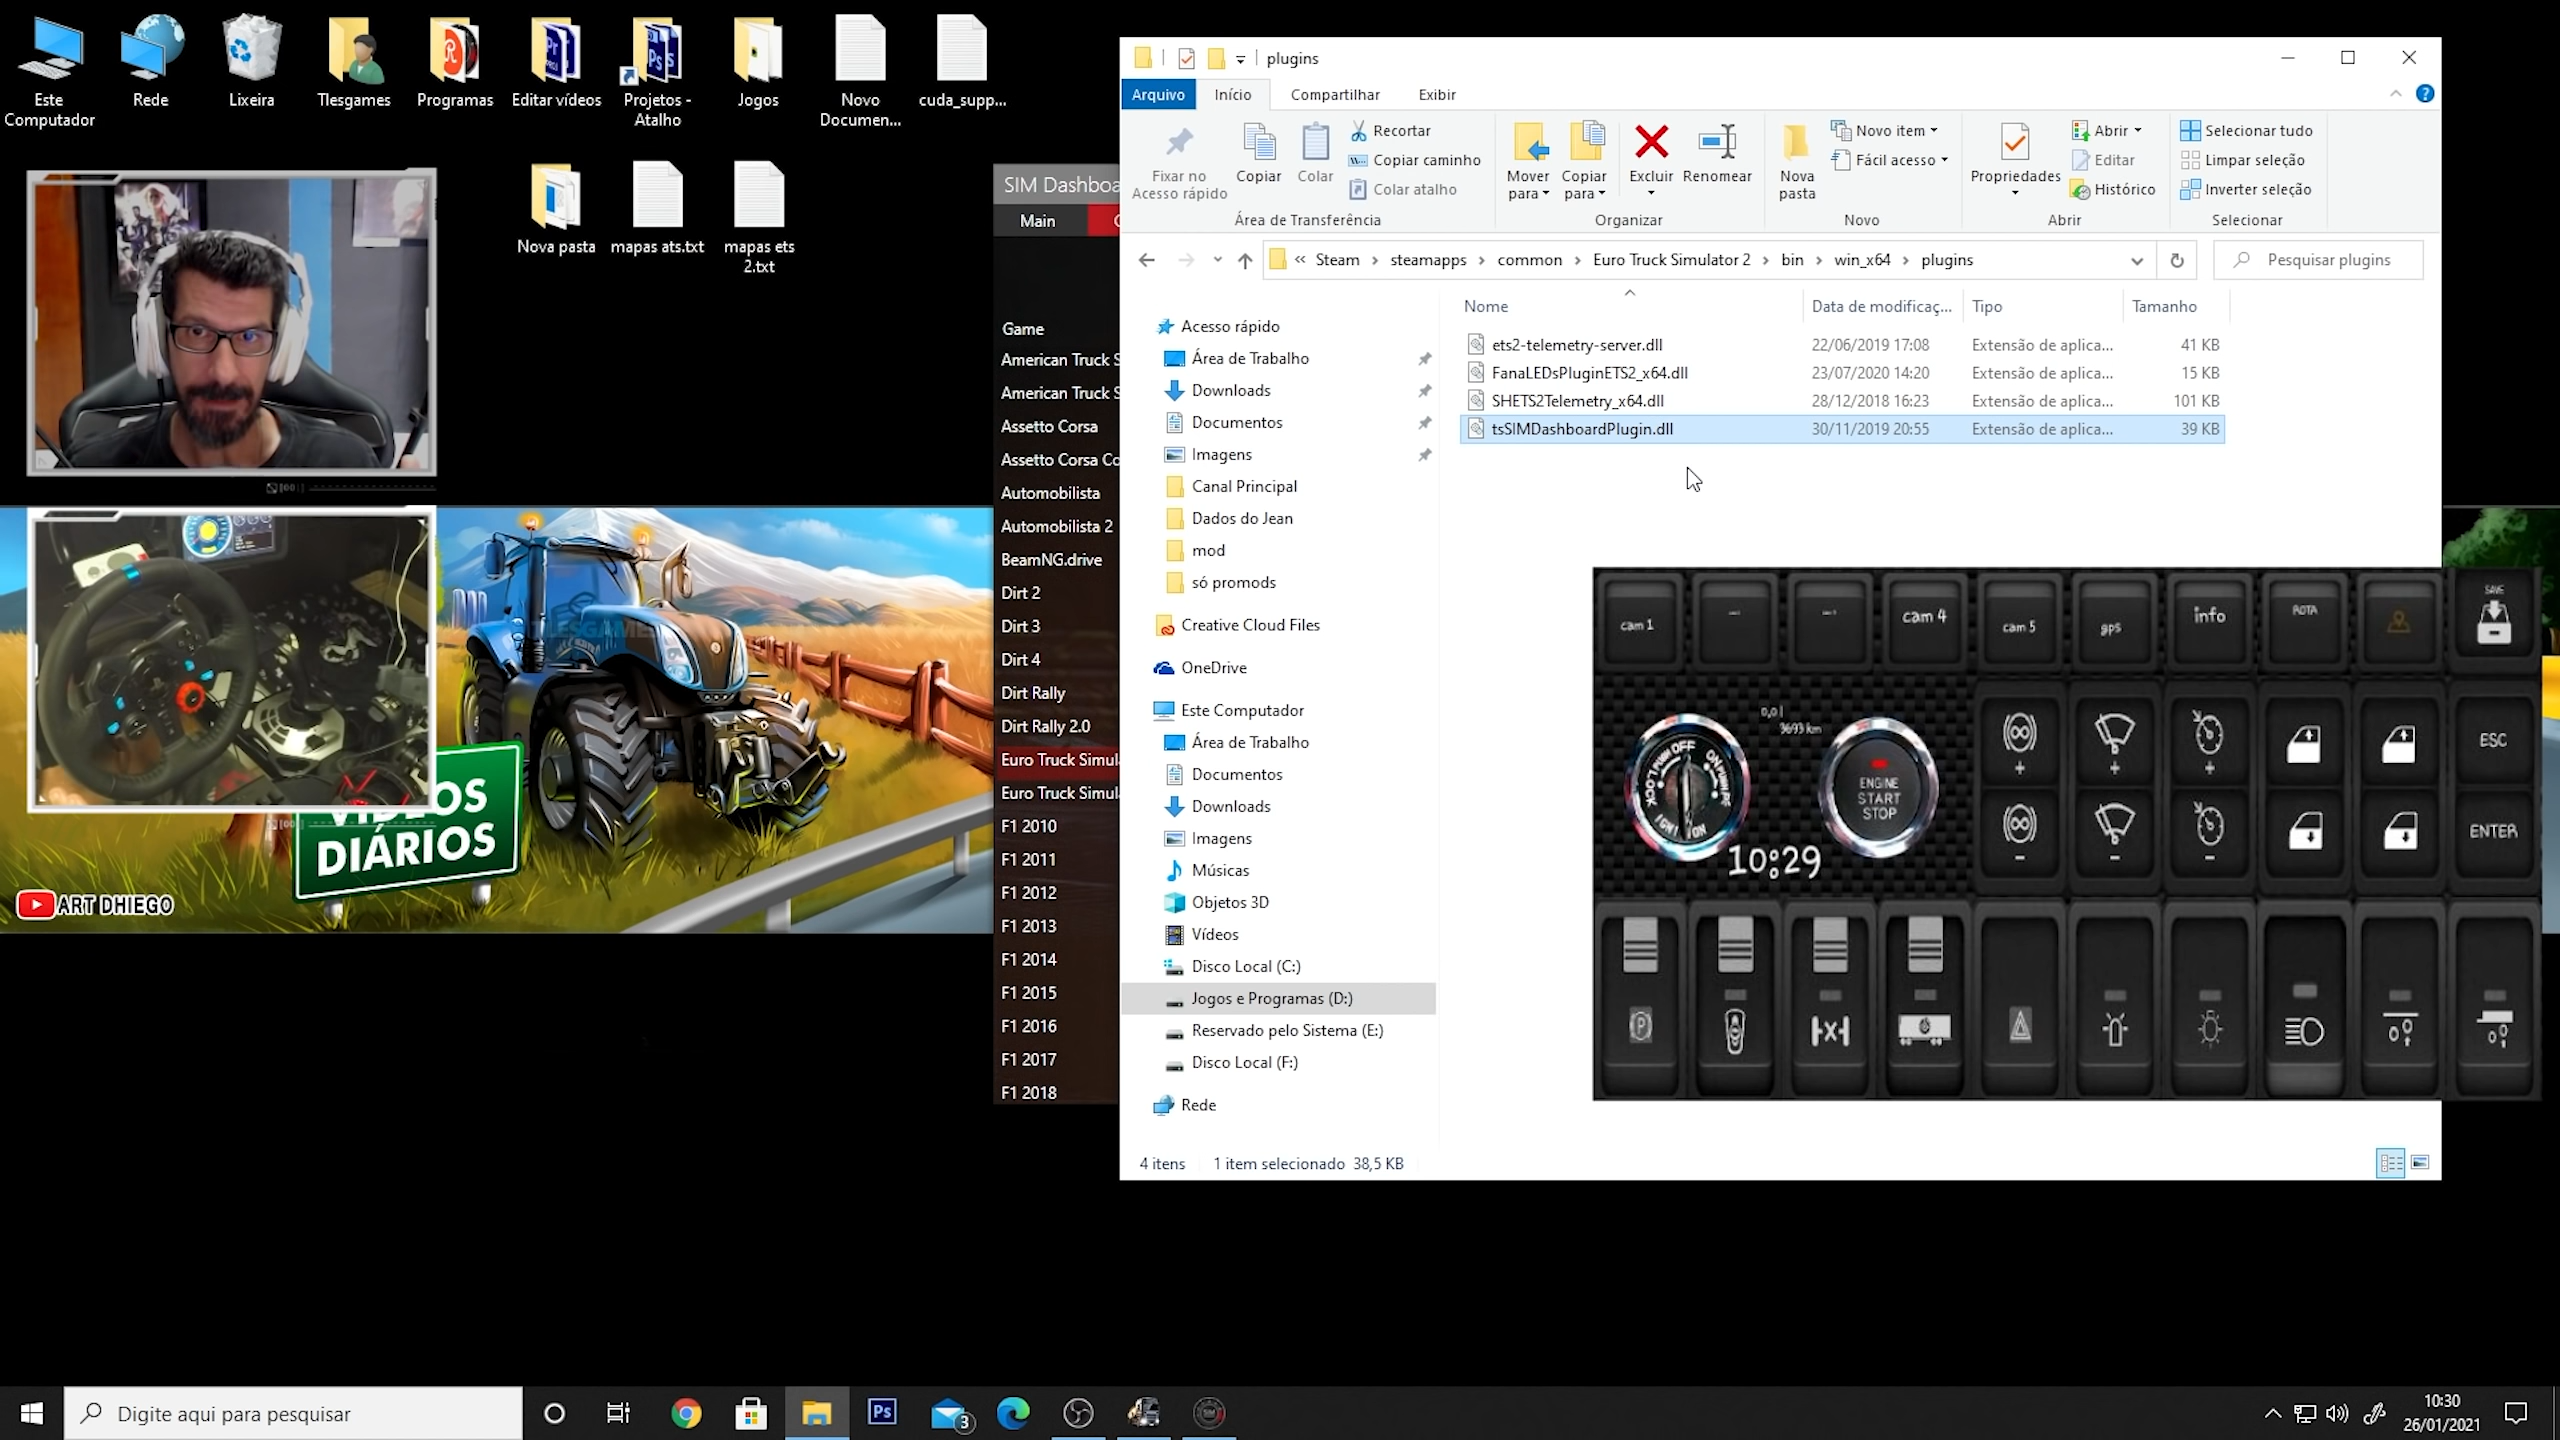 Este Computador
Rede
Lixeira
Tlesgames
Programas
Editar vídeos
Projetos - Atalho
Jogos
Novo Documen...
cuda_supp...
Nova pasta
mapas ats.txt
mapas ets 2.txt
OS
DIÁRIOS
ART DHIEGO
SIM Dashboa
Main
Game
American Truck S
American Truck S
Assetto Corsa
Assetto Corsa Co
Automobilista
Automobilista 2
BeamNG.drive
Dirt 2
Dirt 3
Dirt 4
Dirt Rally
Dirt Rally 2.0
Euro Truck Simul
Euro Truck Simul
F1 2010
F1 2011
F1 2012
F1 2013
F1 2014
F1 2015
F1 2016
F1 2017
F1 2018
plugins
Arquivo
Início
Compartilhar
Exibir
Fixar no Acesso rápido
Copiar
Colar
Recortar
Copiar caminho
Colar atalho
Área de Transferência
Mover para
Copiar para
Excluir
Renomear
Organizar
Nova pasta
Novo item
Fácil acesso
Novo
Propriedades
Abrir
Editar
Histórico
Abrir
Selecionar tudo
Limpar seleção
Inverter seleção
Selecionar
« Steam › steamapps › common › Euro Truck Simulator 2 › bin › win_x64 › plugins
Pesquisar plugins
Acesso rápido
Área de Trabalho
Downloads
Documentos
Imagens
Canal Principal
Dados do Jean
mod
só promods
Creative Cloud Files
OneDrive
Este Computador
Área de Trabalho
Documentos
Downloads
Imagens
Músicas
Objetos 3D
Vídeos
Disco Local (C:)
Jogos e Programas (D:)
Reservado pelo Sistema (E:)
Disco Local (F:)
Rede
Nome Data de modificaç... Tipo Tamanho
ets2-telemetry-server.dll 22/06/2019 17:08 Extensão de aplica... 41 KB
FanaLEDsPluginETS2_x64.dll 23/07/2020 14:20 Extensão de aplica... 15 KB
SHETS2Telemetry_x64.dll 28/12/2018 16:23 Extensão de aplica... 101 KB
tsSIMDashboardPlugin.dll 30/11/2019 20:55 Extensão de aplica... 39 KB
4 itens
1 item selecionado 38,5 KB
cam 1
cam 4
cam 5
gps
info
ROTA
SAVE
0,0 l
3693 km
ENGINE
START
STOP
10:29
ESC
ENTER
Digite aqui para pesquisar
Ps
3
10:30
26/01/2021